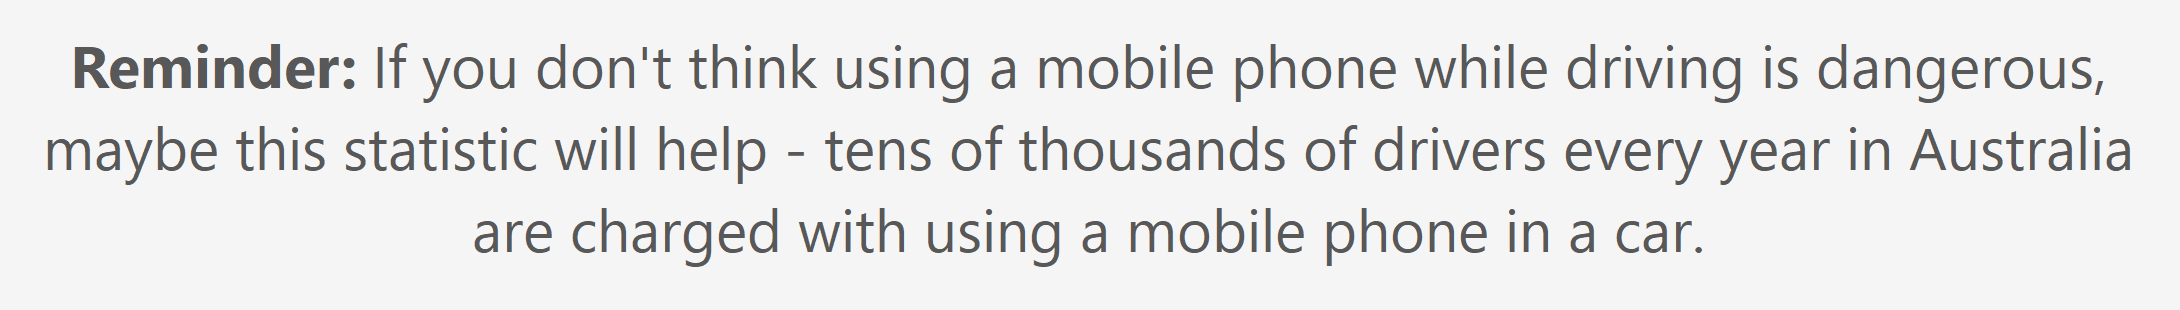 Reminder: If you don't think using a mobile phone while driving is dangerous,
maybe this statistic will help - tens of thousands of drivers every year in Australia
are charged with using a mobile phone in a car.